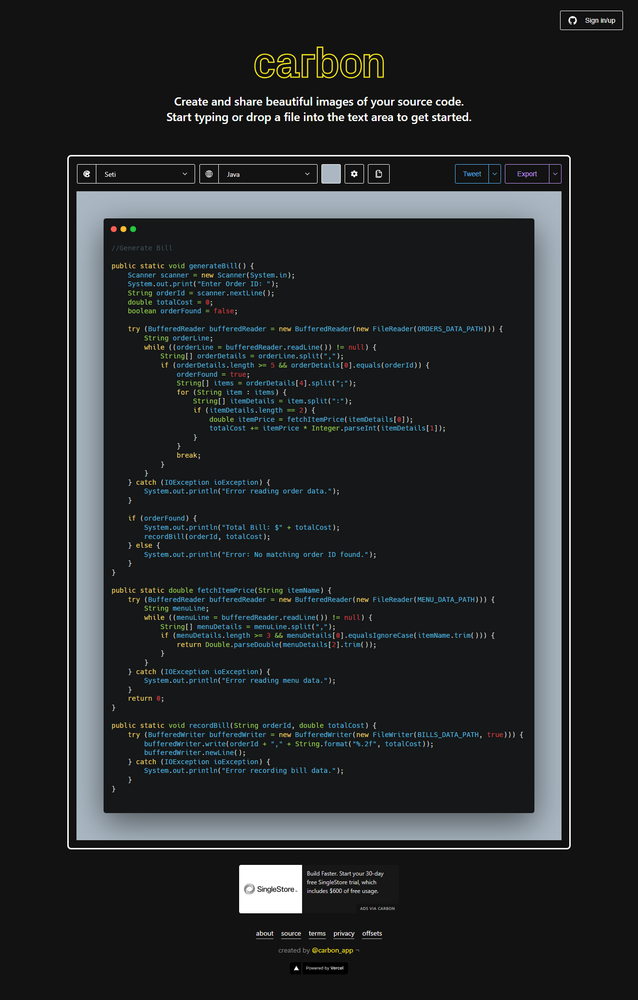 Sign in/up
carbon
Create and share beautiful images of your source code.
Start typing or drop a file into the text area to get started.
Seti
Java
Tweet
Export
//Generate Bill
public static void generateBill() {
    Scanner scanner = new Scanner(System.in);
    System.out.print("Enter Order ID: ");
    String orderId = scanner.nextLine();
    double totalCost = 0;
    boolean orderFound = false;
    try (BufferedReader bufferedReader = new BufferedReader(new FileReader(ORDERS_DATA_PATH))) {
        String orderLine;
        while ((orderLine = bufferedReader.readLine()) != null) {
            String[] orderDetails = orderLine.split(",");
            if (orderDetails.length >= 5 && orderDetails[0].equals(orderId)) {
                orderFound = true;
                String[] items = orderDetails[4].split(";");
                for (String item : items) {
                    String[] itemDetails = item.split(":");
                    if (itemDetails.length == 2) {
                        double itemPrice = fetchItemPrice(itemDetails[0]);
                        totalCost += itemPrice * Integer.parseInt(itemDetails[1]);
                    }
                }
                break;
            }
        }
    } catch (IOException ioException) {
        System.out.println("Error reading order data.");
    }
    if (orderFound) {
        System.out.println("Total Bill: $" + totalCost);
        recordBill(orderId, totalCost);
    } else {
        System.out.println("Error: No matching order ID found.");
    }
}
public static double fetchItemPrice(String itemName) {
    try (BufferedReader bufferedReader = new BufferedReader(new FileReader(MENU_DATA_PATH))) {
        String menuLine;
        while ((menuLine = bufferedReader.readLine()) != null) {
            String[] menuDetails = menuLine.split(",");
            if (menuDetails.length >= 3 && menuDetails[0].equalsIgnoreCase(itemName.trim())) {
                return Double.parseDouble(menuDetails[2].trim());
            }
        }
    } catch (IOException ioException) {
        System.out.println("Error reading menu data.");
    }
    return 0;
}
public static void recordBill(String orderId, double totalCost) {
    try (BufferedWriter bufferedWriter = new BufferedWriter(new FileWriter(BILLS_DATA_PATH, true))) {
        bufferedWriter.write(orderId + "," + String.format("%.2f", totalCost));
        bufferedWriter.newLine();
    } catch (IOException ioException) {
        System.out.println("Error recording bill data.");
    }
}
SingleStore
Build Faster. Start your 30-day
free SingleStore trial, which
includes $600 of free usage.
ADS VIA CARBON
about source terms privacy offsets
created by @carbon_app ¬
Powered by Vercel